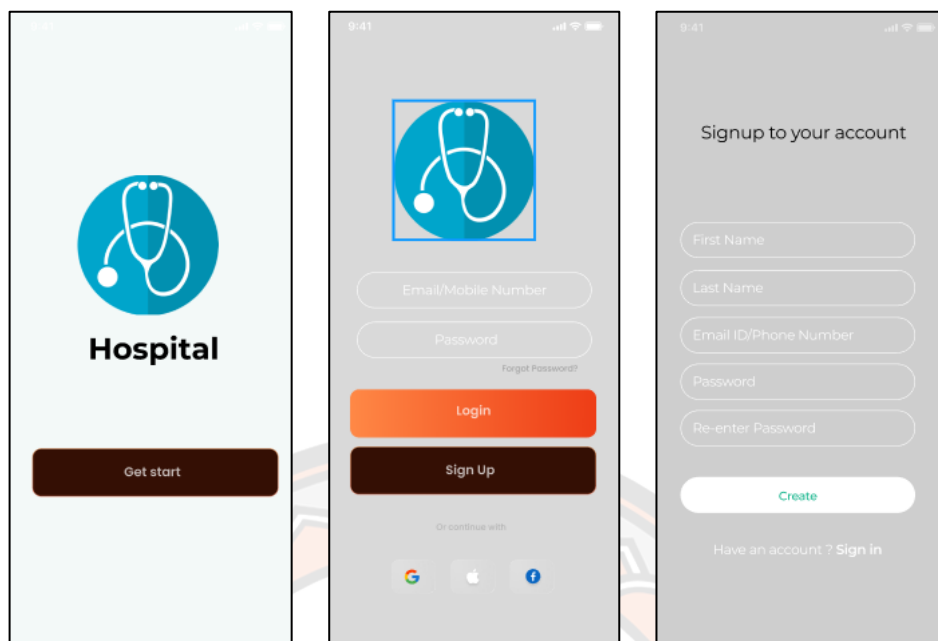 9:41
Hospital
Get start
9:41
Email/Mobile Number
Password
Forgot Password?
Login
Sign Up
Or continue with
9:41
Signup to your account
First Name
Last Name
Email ID/Phone Number
Password
Re-enter Password
Create
Have an account ? Sign in